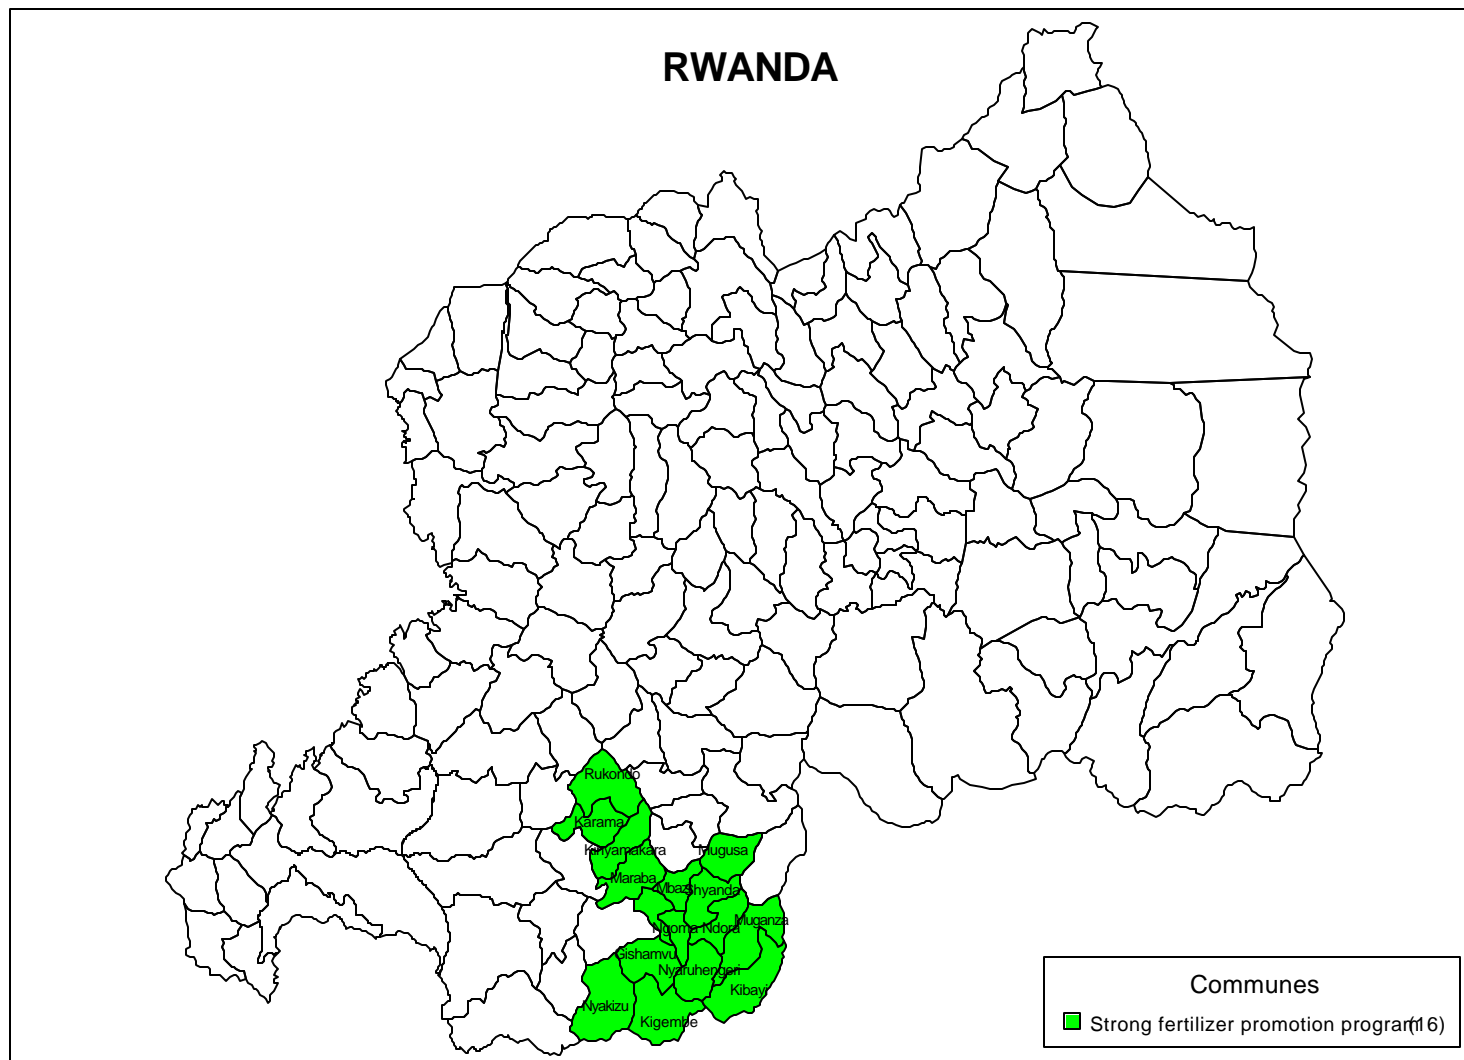 RWANDA
Rukondo
Karama
Kinyamakara
Mugusa
Maraba
Mbazi
Shyanda
Muganza
Ngoma
Ndora
Gishamvu
Nyaruhengeri
Kibayi
Nyakizu
Kigembe
Communes
Strong fertilizer promotion program (16)